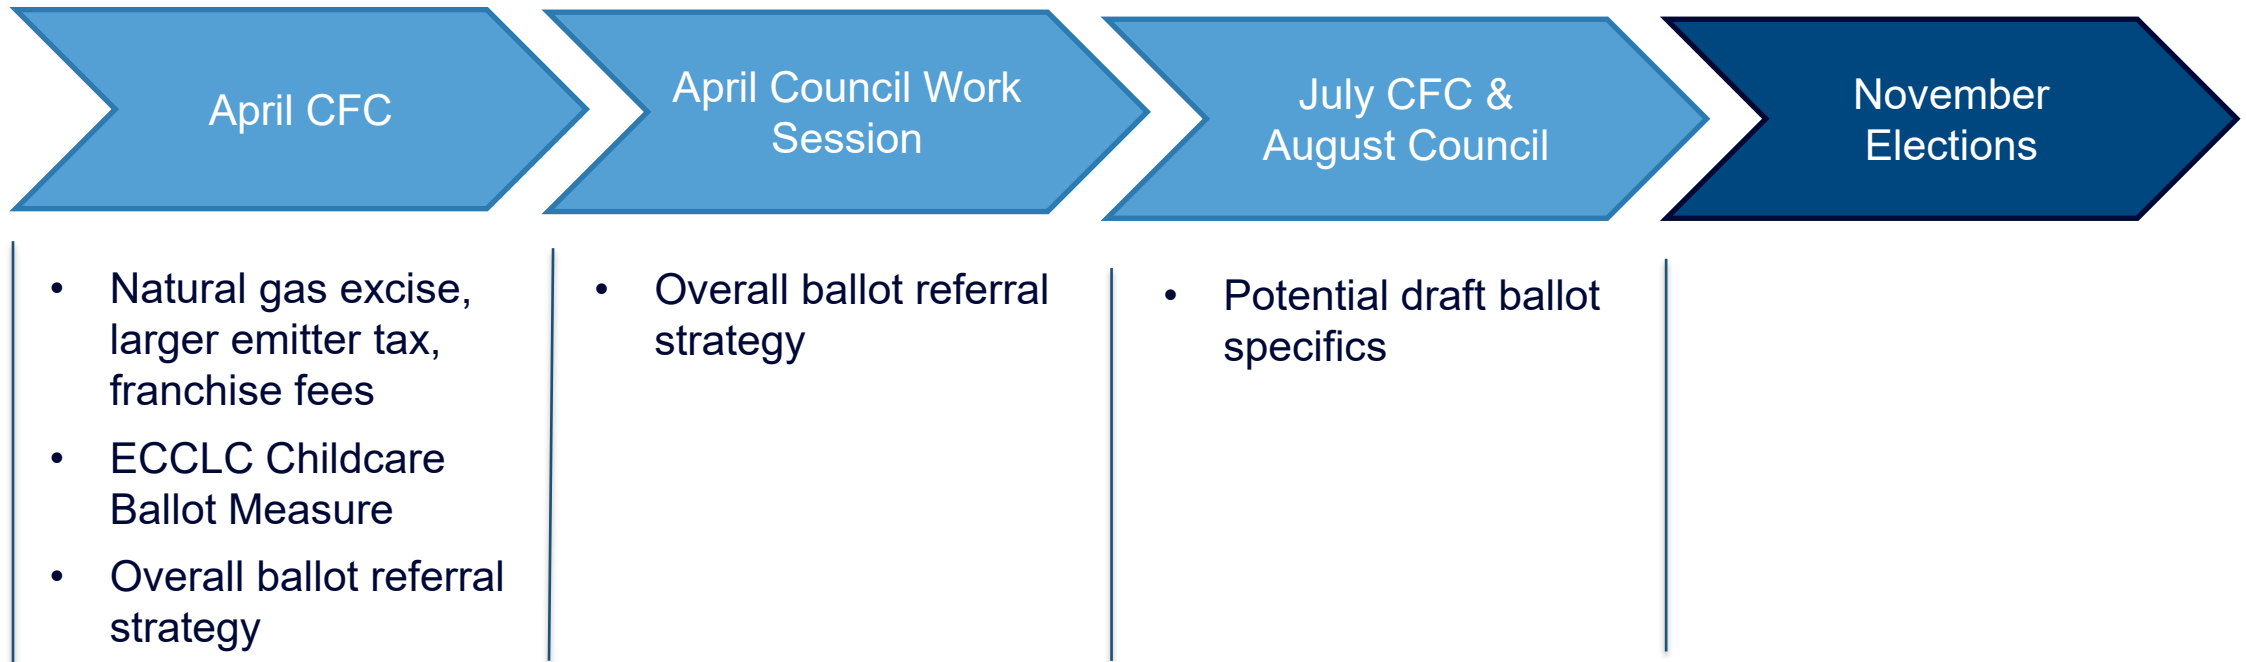 April CFC
April Council Work
Session
July CFC &
August Council
November
Elections
• Natural gas excise,
larger emitter tax,
franchise fees
• ECCLC Childcare
Ballot Measure
• Overall ballot referral
strategy
• Overall ballot referral
strategy
• Potential draft ballot
specifics